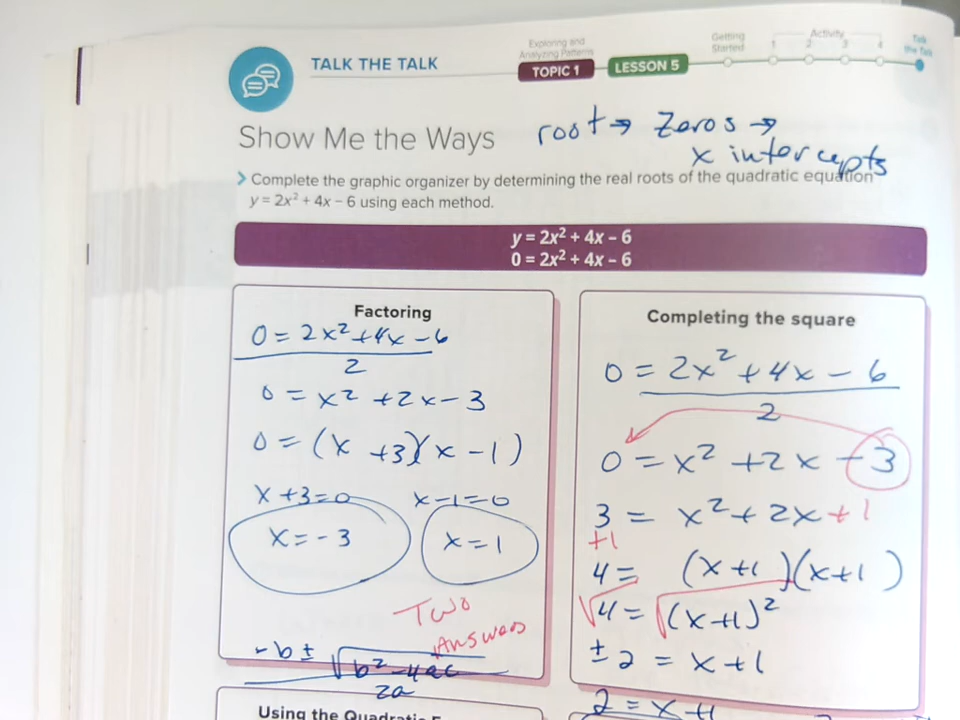 TALK THE TALK
Exploring and
Analyzing Patterns
TOPIC 1
LESSON 5
Getting
Started
Activity
1 2 3 4
Talk
the Talk
Show Me the Ways
root → zeros →
x intercepts
Complete the graphic organizer by determining the real roots of the quadratic equation
y = 2x² + 4x – 6 using each method.
y = 2x² + 4x – 6
0 = 2x² + 4x – 6
Factoring
0 = 2x² + 4x - 6
2
0 = x² + 2x - 3
0 = (x + 3)(x - 1)
x + 3 = 0 x - 1 = 0
x = - 3 x = 1
Two
Answers
- b ± √b² - 4ac
2a
Completing the square
0 = 2x² + 4x - 6
2
0 = x² + 2x - 3
3 = x² + 2x + 1
+1
4 = (x + 1)(x + 1)
√4 = √(x + 1)²
± 2 = x + 1
2 = x + 1
Using the Quadratic F